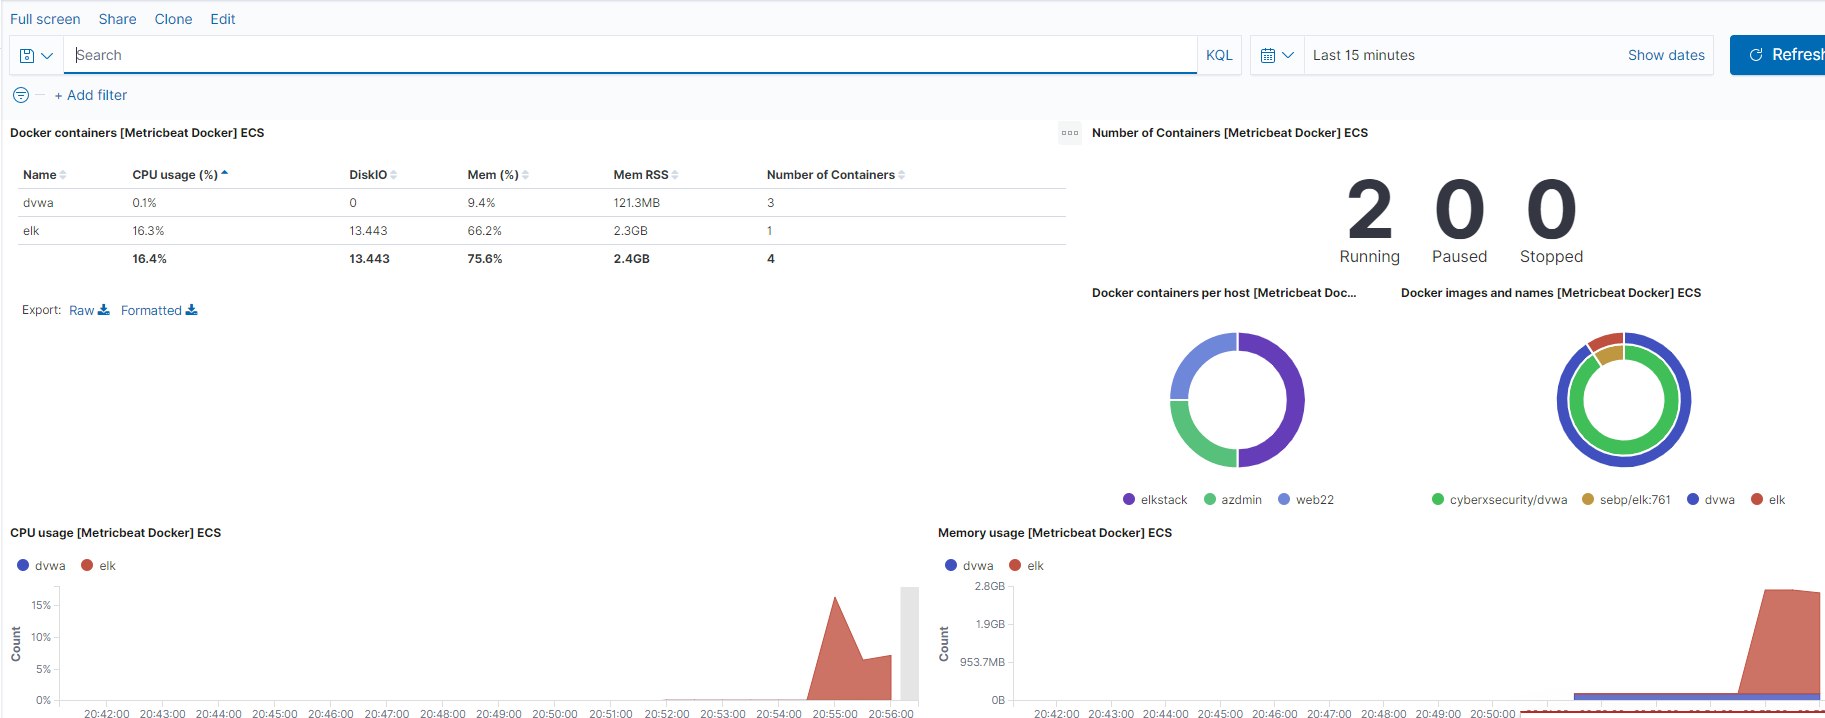 Full screen Share Clone Edit
Search KQL Last 15 minutes Show dates Refresh
+ Add filter
Docker containers [Metricbeat Docker] ECS
Name CPU usage (%) DiskIO Mem (%) Mem RSS Number of Containers
dvwa 0.1% 0 9.4% 121.3MB 3
elk 16.3% 13.443 66.2% 2.3GB 1
16.4% 13.443 75.6% 2.4GB 4
Export: Raw Formatted
Number of Containers [Metricbeat Docker] ECS
2 0 0
Running Paused Stopped
Docker containers per host [Metricbeat Doc...
elkstack azdmin web22
Docker images and names [Metricbeat Docker] ECS
cyberxsecurity/dvwa sebp/elk:761 dvwa elk
CPU usage [Metricbeat Docker] ECS
dvwa elk
Count
15%
10%
5%
0%
20:42:00 20:43:00 20:44:00 20:45:00 20:46:00 20:47:00 20:48:00 20:49:00 20:50:00 20:51:00 20:52:00 20:53:00 20:54:00 20:55:00 20:56:00
Memory usage [Metricbeat Docker] ECS
dvwa elk
Count
2.8GB
1.9GB
953.7MB
0B
20:42:00 20:43:00 20:44:00 20:45:00 20:46:00 20:47:00 20:48:00 20:49:00 20:50:00